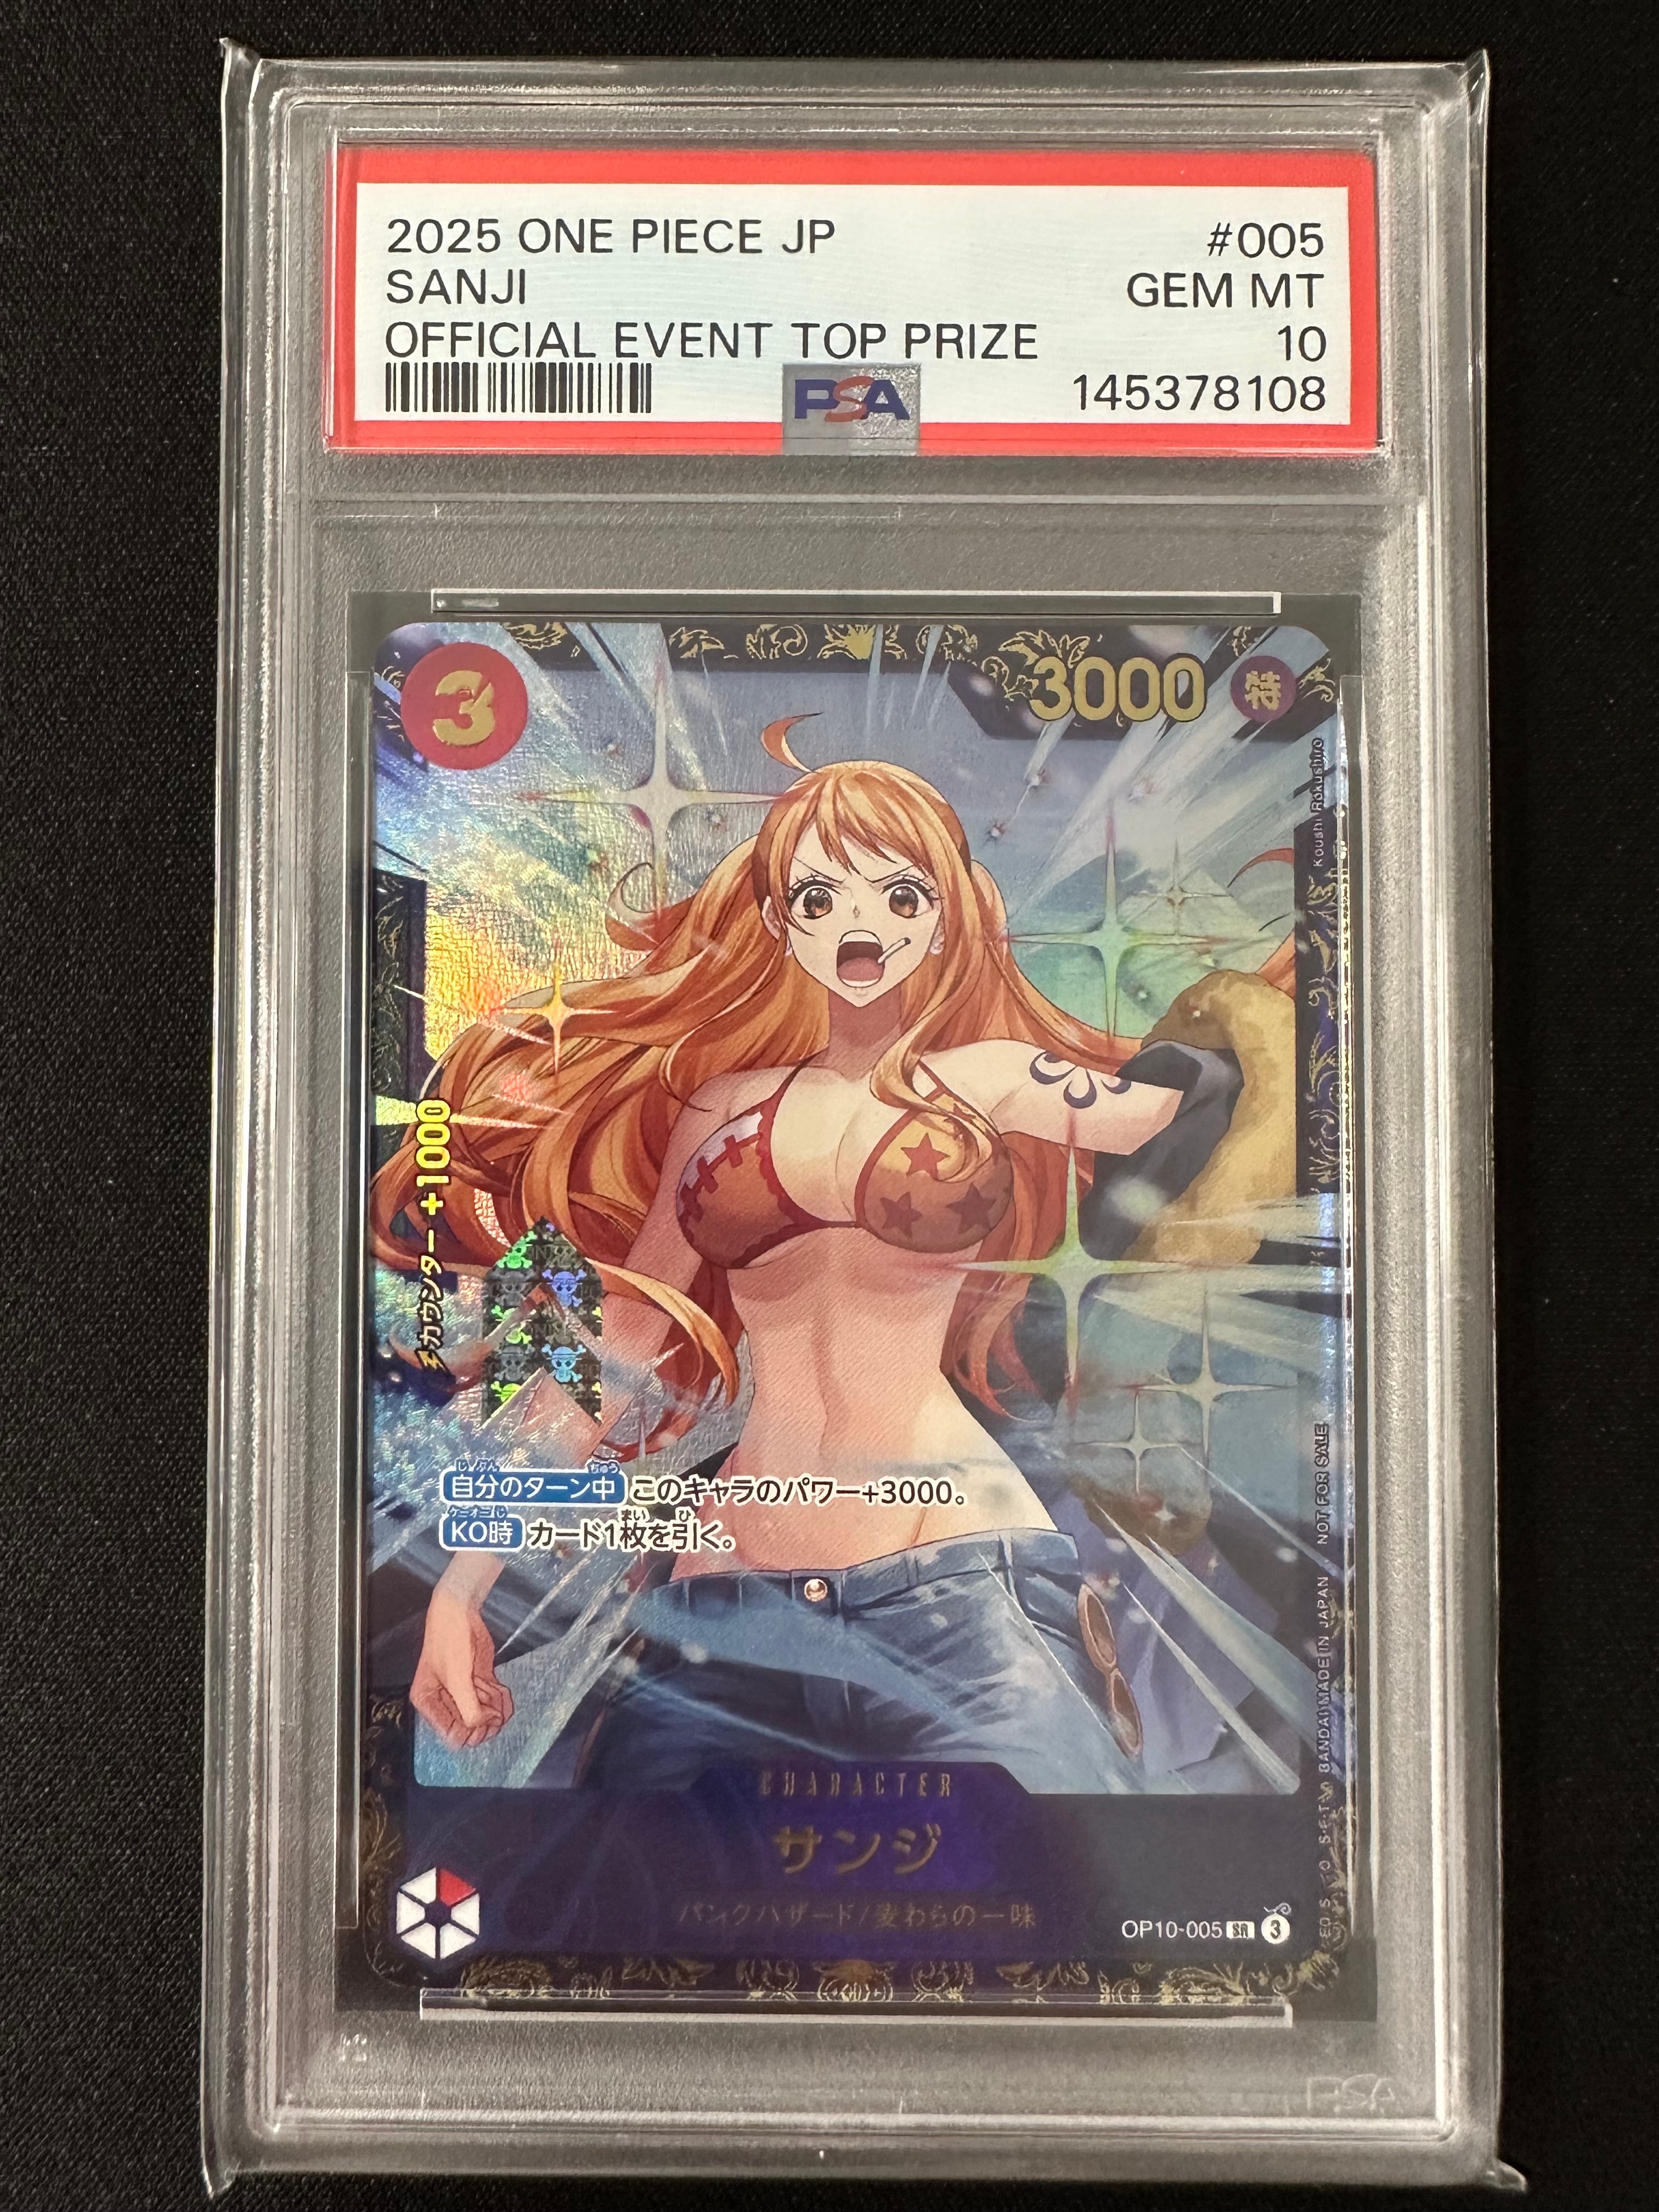 2025 ONE PIECE JP #005
SANJI GEM MT
OFFICIAL EVENT TOP PRIZE 10
PSA 145378108
3
3000
特
Koushi Rokushiro
カウンター +1000
自分のターン中 このキャラのパワー+3000。
KO時 カード1枚を引く。
NOT FOR SALE
BANDAI MADE IN JAPAN
CHARACTER
サンジ
パンクハザード/麦わらの一味
OP10-005 SR 3
PSA